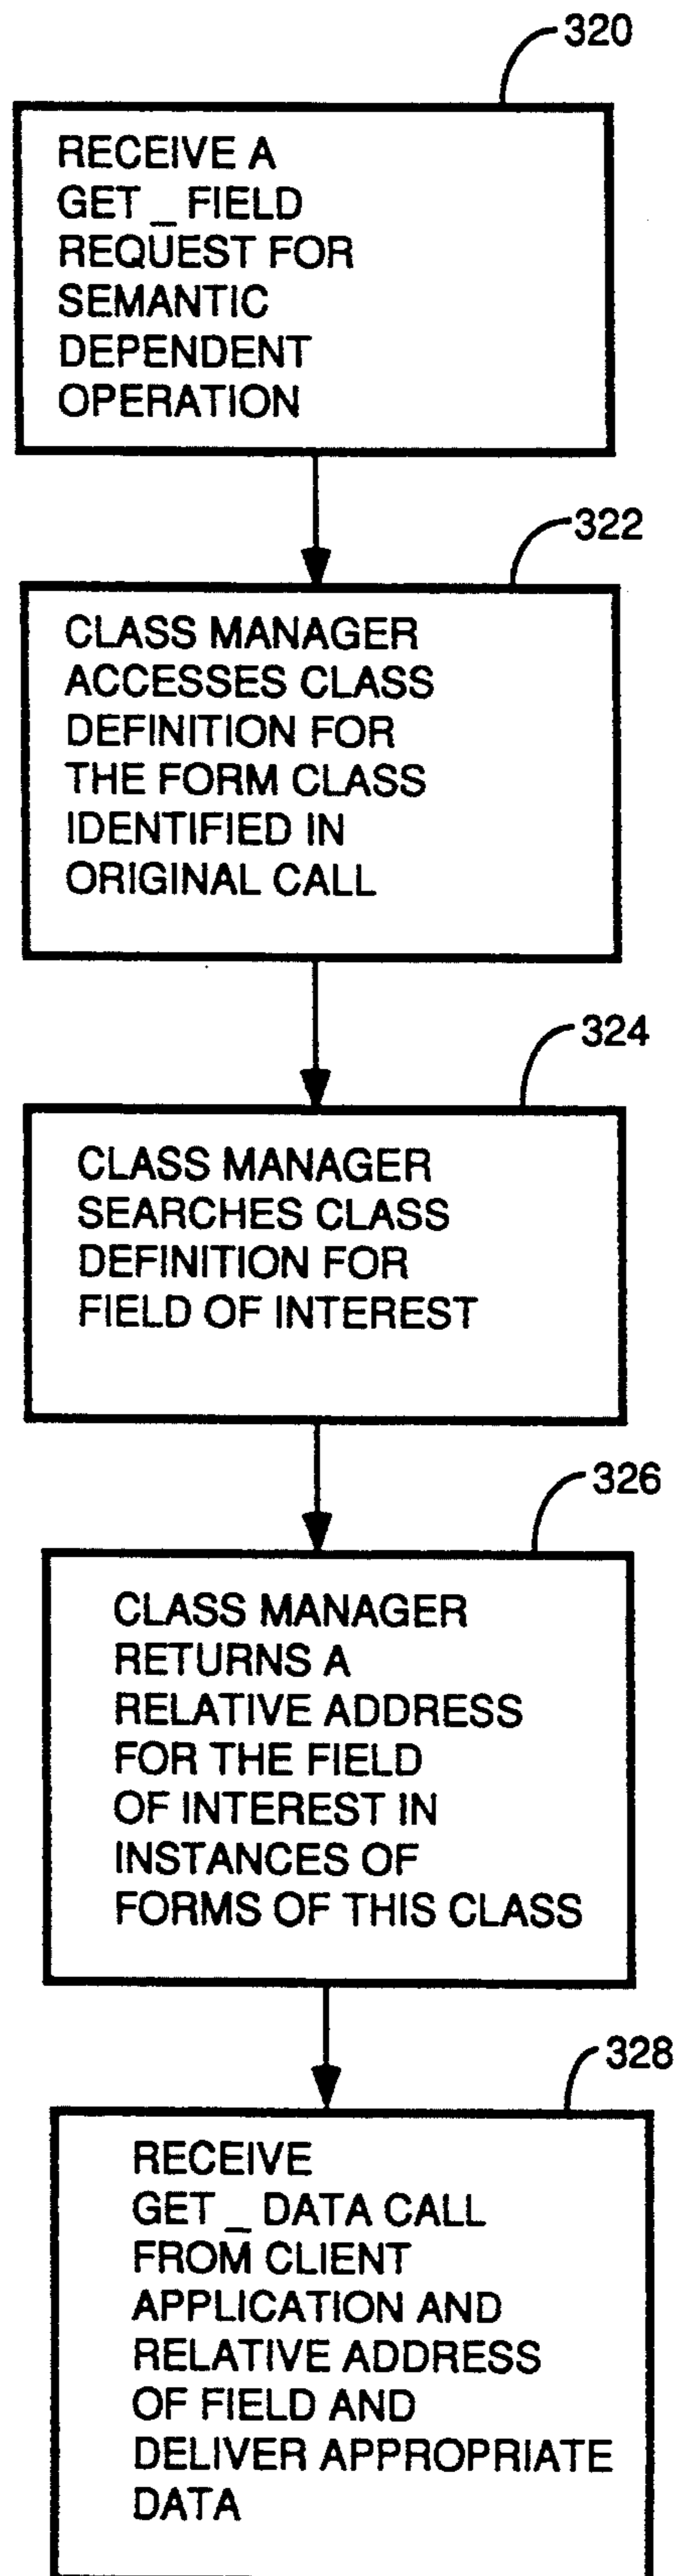 320
RECEIVE A
GET _ FIELD
REQUEST FOR
SEMANTIC
DEPENDENT
OPERATION
322
CLASS MANAGER
ACCESSES CLASS
DEFINITION FOR
THE FORM CLASS
IDENTIFIED IN
ORIGINAL CALL
324
CLASS MANAGER
SEARCHES CLASS
DEFINITION FOR
FIELD OF INTEREST
326
CLASS MANAGER
RETURNS A
RELATIVE ADDRESS
FOR THE FIELD
OF INTEREST IN
INSTANCES OF
FORMS OF THIS CLASS
328
RECEIVE
GET _ DATA CALL
FROM CLIENT
APPLICATION AND
RELATIVE ADDRESS
OF FIELD AND
DELIVER APPROPRIATE
DATA